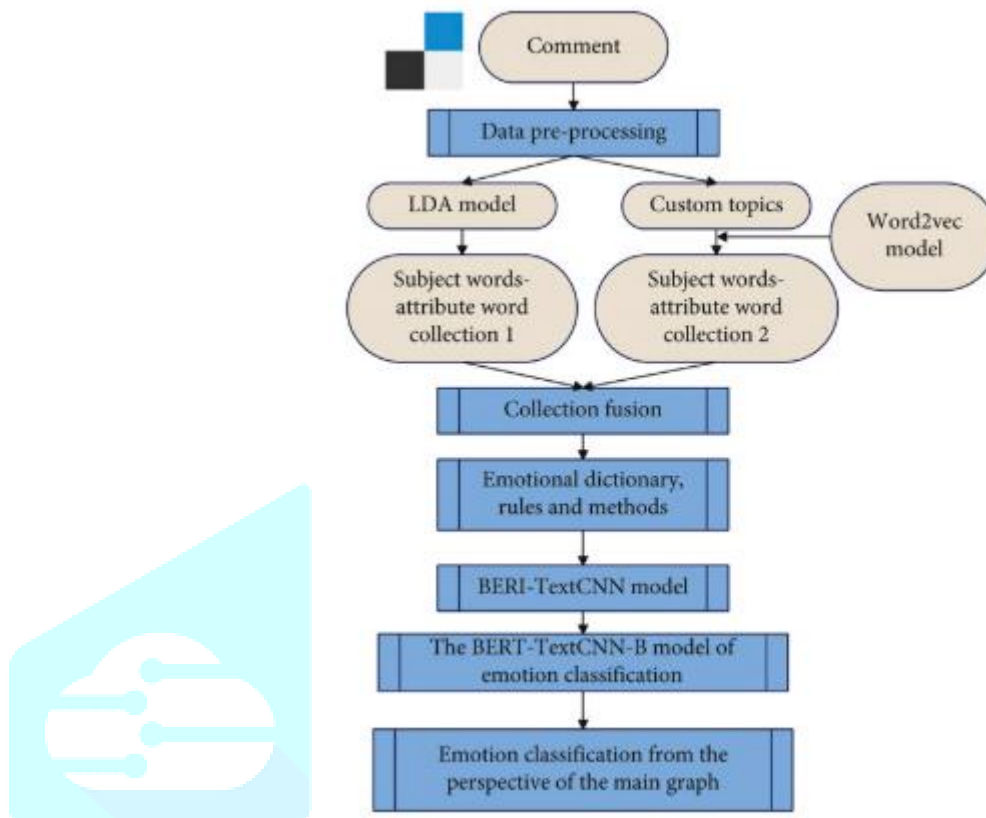 Comment
Data pre-processing
LDA model
Custom topics
Word2vec
model
Subject words-
attribute word
collection 1
Subject words-
attribute word
collection 2
Collection fusion
Emotional dictionary,
rules and methods
BERI-TextCNN model
The BERT-TextCNN-B model of
emotion classification
Emotion classification from the
perspective of the main graph